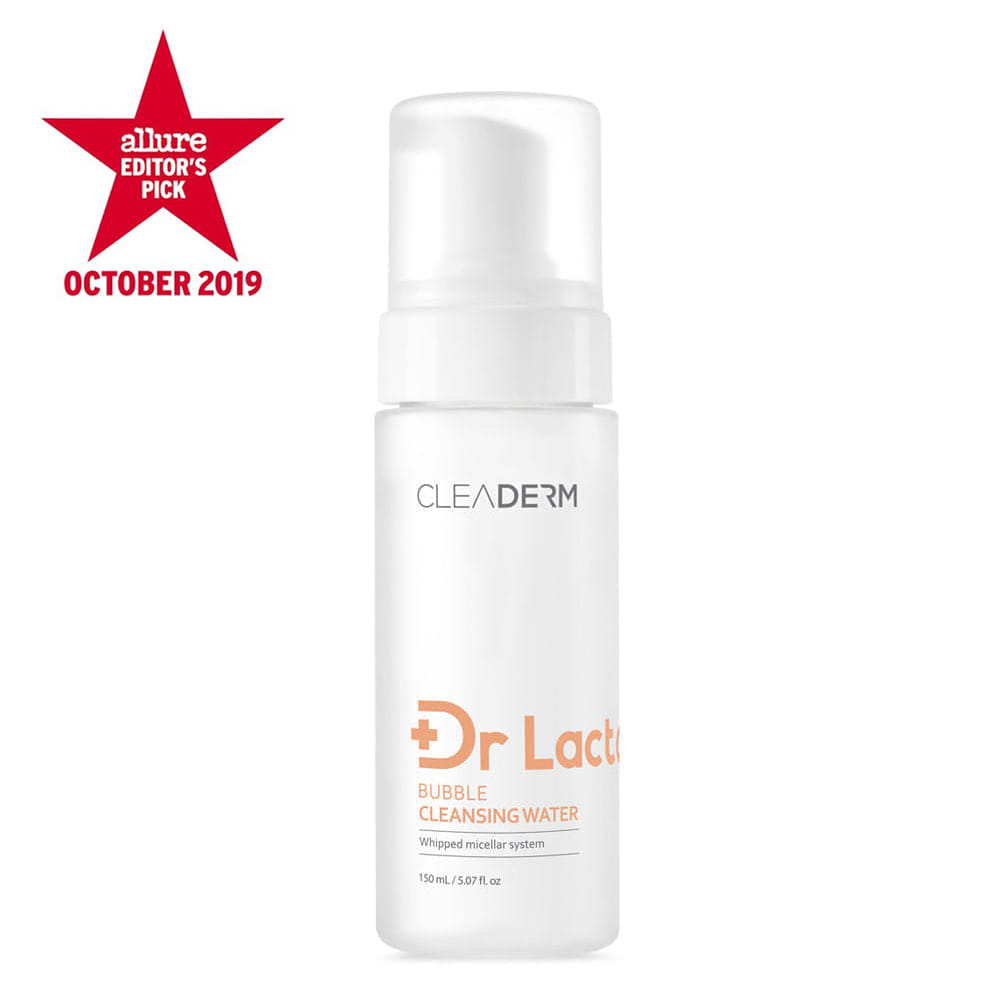 allure
EDITOR'S
PICK
OCTOBER 2019
CLEADERM
Dr Lact
BUBBLE
CLEANSING WATER
Whipped micellar system
150 mL / 5.07 fl. oz